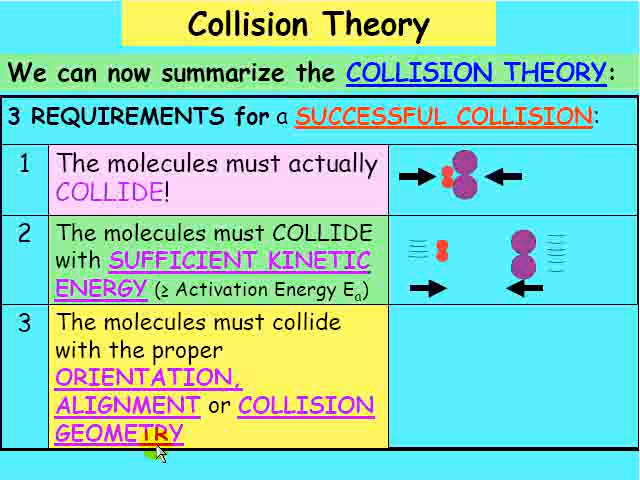 Collision Theory
We can now summarize the COLLISION THEORY:
3 REQUIREMENTS for a SUCCESSFUL COLLISION:
1
The molecules must actually
COLLIDE!
2
The molecules must COLLIDE
with SUFFICIENT KINETIC
ENERGY (≥ Activation Energy Ea)
3
The molecules must collide
with the proper
ORIENTATION,
ALIGNMENT or COLLISION
GEOMETRY